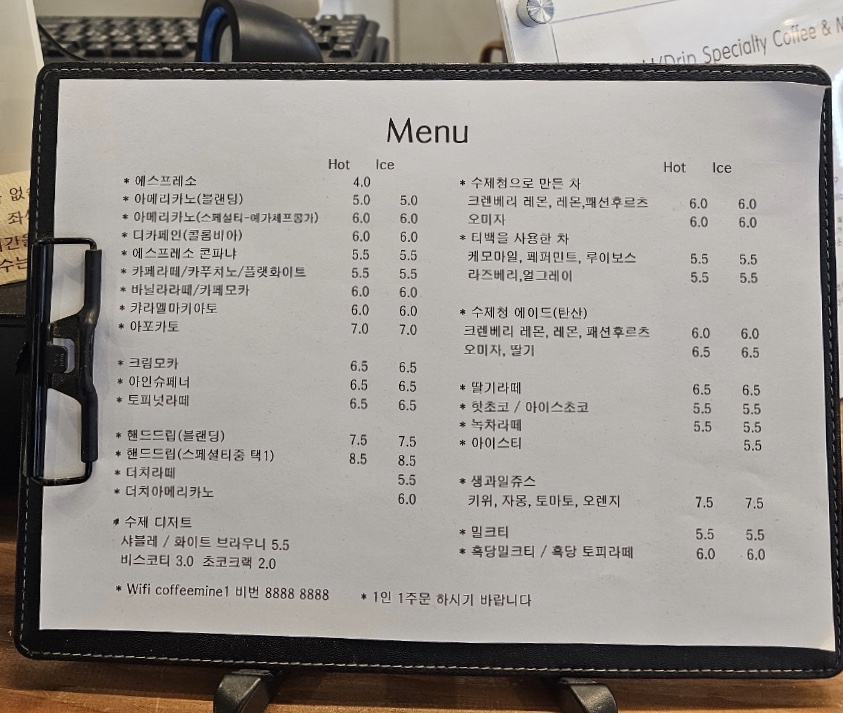 /Drip Specialty Coffee &
Menu
Hot Ice
* 에스프레소 4.0
* 아메리카노(블랜딩) 5.0 5.0
* 아메리카노(스페셜티-예가체프콩가) 6.0 6.0
* 디카페인(콜롬비아) 6.0 6.0
* 에스프레소 콘파냐 5.5 5.5
* 카페라떼/카푸치노/플랫화이트 5.5 5.5
* 바닐라라떼/카페모카 6.0 6.0
* 카라멜마키아토 6.0 6.0
* 아포카토 7.0 7.0
* 크림모카 6.5 6.5
* 아인슈페너 6.5 6.5
* 토피넛라떼 6.5 6.5
* 핸드드립(블랜딩) 7.5 7.5
* 핸드드립(스페셜티중 택1) 8.5 8.5
* 더치라떼 5.5
* 더치아메리카노 6.0
* 수제 디저트
샤블레 / 화이트 브라우니 5.5
비스코티 3.0 초코크랙 2.0
Hot Ice
* 수제청으로 만든 차
크렌베리 레몬, 레몬,패션후르츠 6.0 6.0
오미자 6.0 6.0
* 티백을 사용한 차
케모마일, 페퍼민트, 루이보스 5.5 5.5
라즈베리,얼그레이 5.5 5.5
* 수제청 에이드(탄산)
크렌베리 레몬, 레몬, 패션후르츠 6.0 6.0
오미자, 딸기 6.5 6.5
* 딸기라떼 6.5 6.5
* 핫초코 / 아이스초코 5.5 5.5
* 녹차라떼 5.5 5.5
* 아이스티 5.5
* 생과일쥬스
키위, 자몽, 토마토, 오렌지 7.5 7.5
* 밀크티 5.5 5.5
* 흑당밀크티 / 흑당 토피라떼 6.0 6.0
* Wifi coffeemine1 비번 8888 8888 * 1인 1주문 하시기 바랍니다